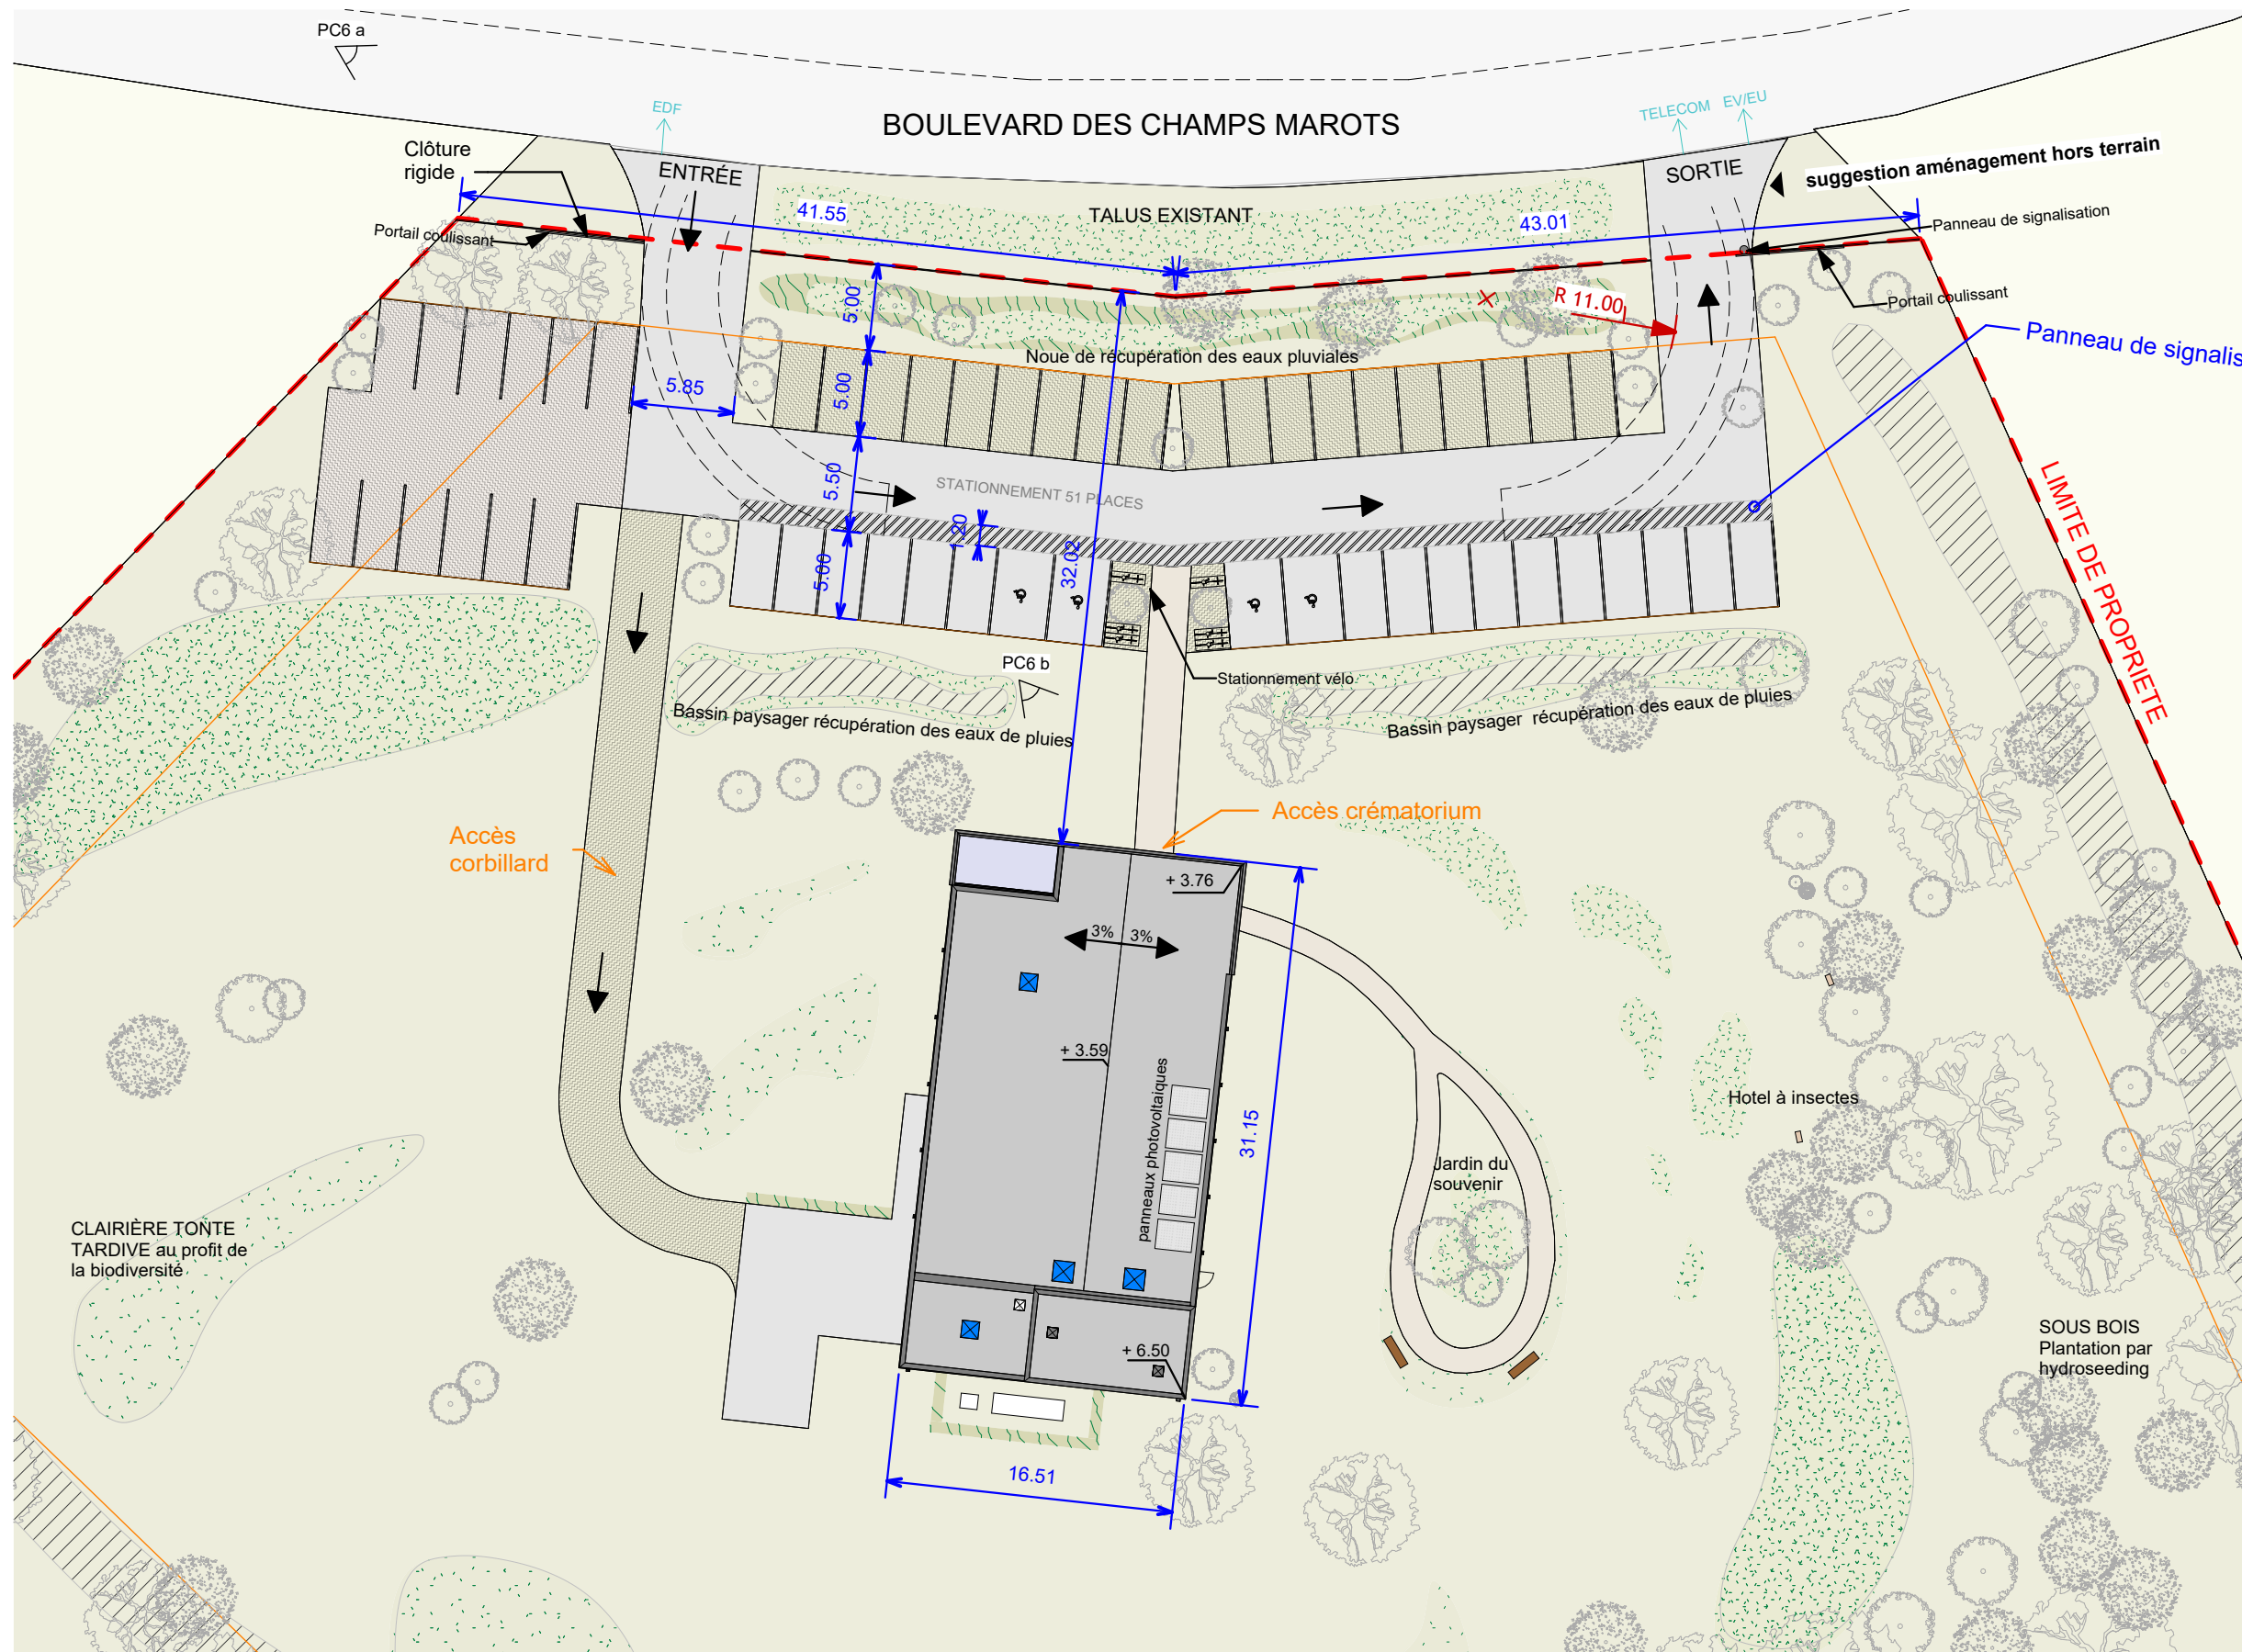 PC6 a
EDF
TELECOM
EV/EU
BOULEVARD DES CHAMPS MAROTS
Clôture
rigide
ENTRÉE
SORTIE
suggestion aménagement hors terrain
41.55
TALUS EXISTANT
43.01
Panneau de signalisation
Portail coulissant
Portail coulissant
5.00
R 11.00
Panneau de signalis
Noue de récupération des eaux pluviales
5.85
5.00
5.50
STATIONNEMENT 51 PLACES
1.20
32.02
5.00
LIMITE DE PROPRIETE
PC6 b
Stationnement vélo
Bassin paysager récupération des eaux de pluies
Bassin paysager récupération des eaux de pluies
Accès
corbillard
Accès crématorium
+ 3.76
3%
3%
+ 3.59
panneaux photovoltaiques
31.15
Hotel à insectes
Jardin du
souvenir
CLAIRIÈRE TONTE
TARDIVE au profit de
la biodiversité
+ 6.50
SOUS BOIS
Plantation par
hydroseeding
16.51